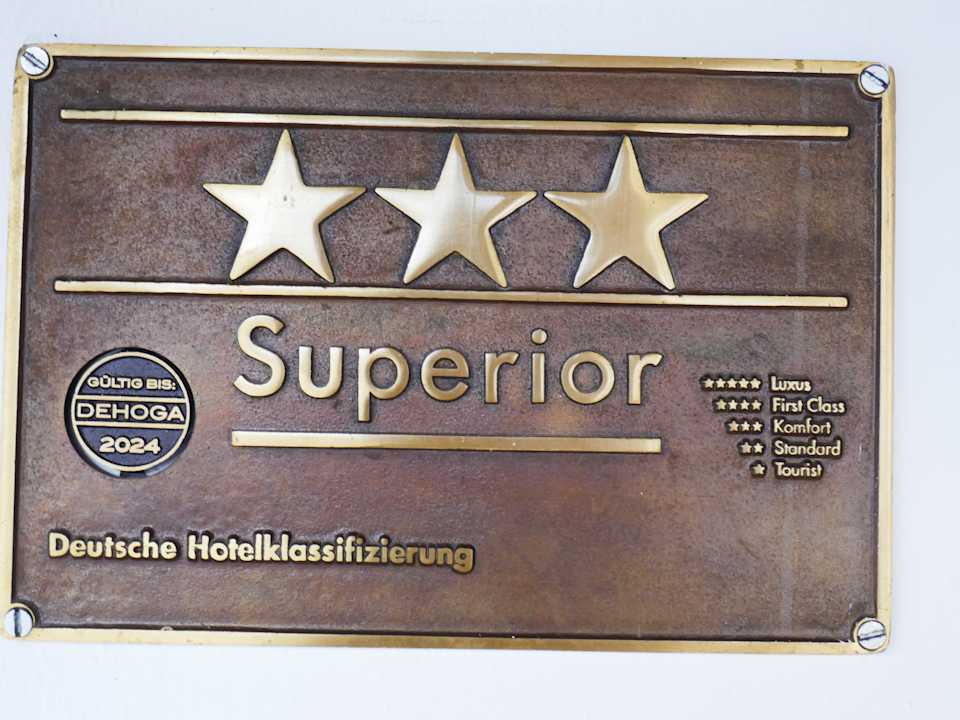 Superior
GÜLTIG BIS:
DEHOGA
2024
★★★★★ Luxus
★★★★ First Class
★★★ Komfort
★★ Standard
★ Tourist
Deutsche Hotelklassifizierung